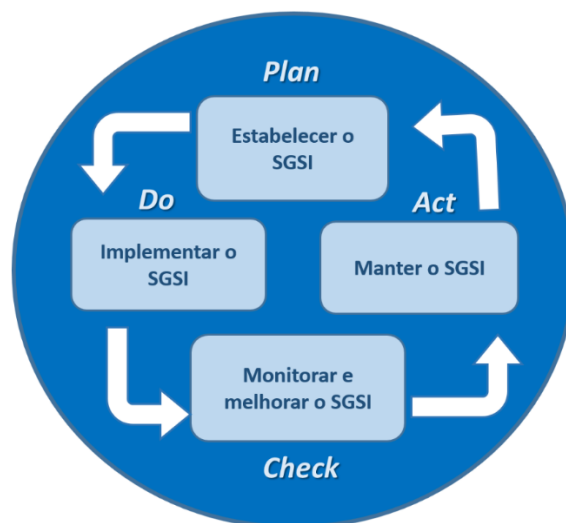 Plan
Estabelecer o
SGSI
Do
Act
Implementar o
SGSI
Manter o SGSI
Monitorar e
melhorar o SGSI
Check